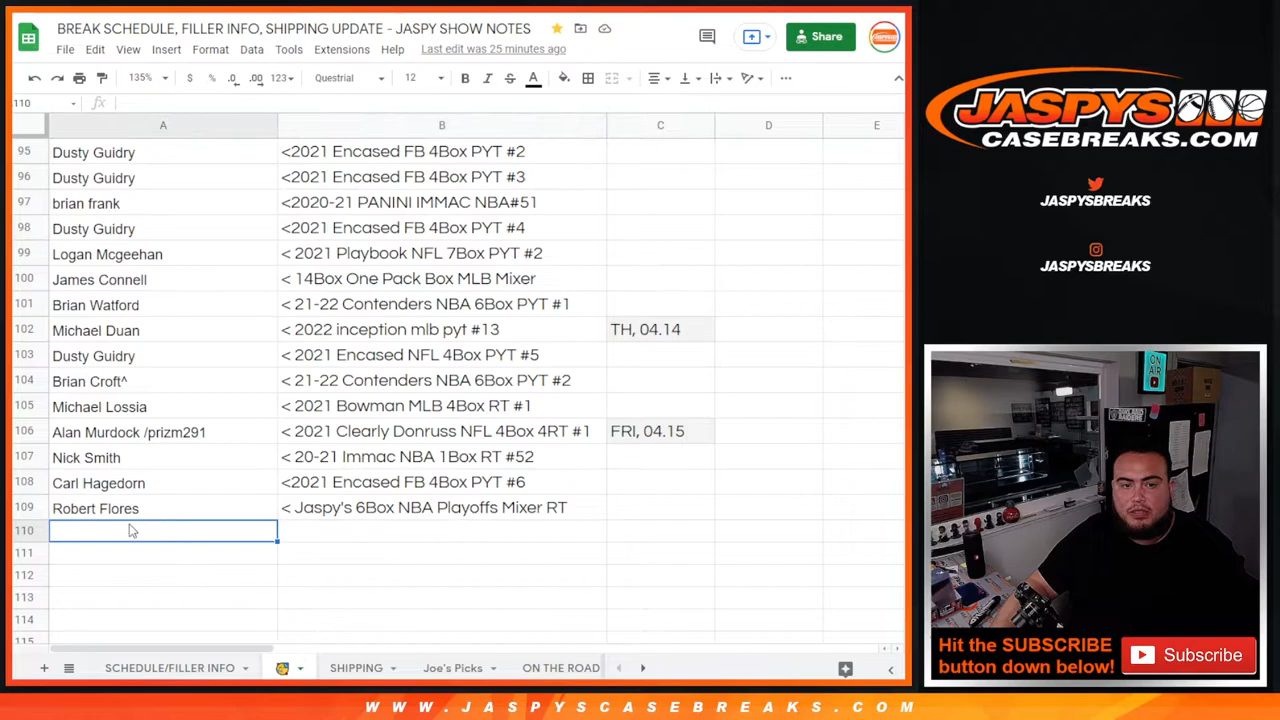 BREAK SCHEDULE, FILLER INFO, SHIPPING UPDATE - JASPY SHOW NOTES
File Edit View Insert Format Data Tools Extensions Help Last edit was 25 minutes ago
Share
135% $ % .0 .00 123 Questrial 12 B I S A
110 fx
A B C D E
95 Dusty Guidry <2021 Encased FB 4Box PYT #2
96 Dusty Guidry <2021 Encased FB 4Box PYT #3
97 brian frank <2020-21 PANINI IMMAC NBA#51
98 Dusty Guidry <2021 Encased FB 4Box PYT #4
99 Logan Mcgeehan < 2021 Playbook NFL 7Box PYT #2
100 James Connell < 14Box One Pack Box MLB Mixer
101 Brian Watford < 21-22 Contenders NBA 6Box PYT #1
102 Michael Duan < 2022 inception mlb pyt #13 TH, 04.14
103 Dusty Guidry < 2021 Encased NFL 4Box PYT #5
104 Brian Croft^ < 21-22 Contenders NBA 6Box PYT #2
105 Michael Lossia < 2021 Bowman MLB 4Box RT #1
106 Alan Murdock /prizm291 < 2021 Clearly Donruss NFL 4Box 4RT #1 FRI, 04.15
107 Nick Smith < 20-21 Immac NBA 1Box RT #52
108 Carl Hagedorn <2021 Encased FB 4Box PYT #6
109 Robert Flores < Jaspy's 6Box NBA Playoffs Mixer RT
110
111
112
113
114
115
SCHEDULE/FILLER INFO SHIPPING Joe's Picks ON THE ROAD
JASPYS
CASEBREAKS.COM
JASPYSBREAKS
JASPYSBREAKS
ON AIR
Hit the SUBSCRIBE
button down below!
Subscribe
WWW.JASPYSCASEBREAKS.COM